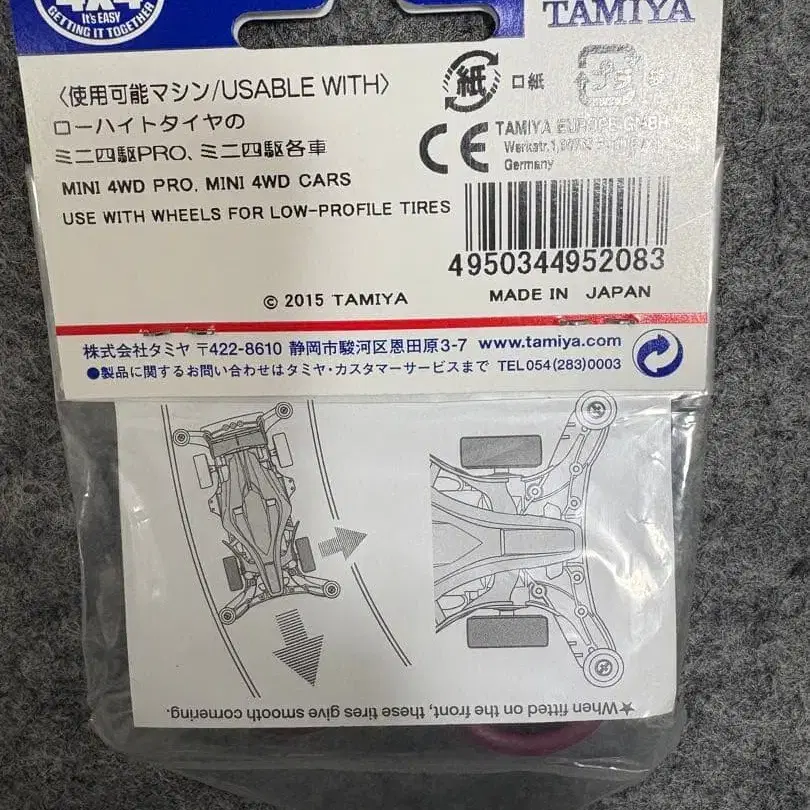 4X4
It's EASY
GETTING IT TOGETHER
TAMIYA
〈使用可能マシン/USABLE WITH〉
ローハイトタイヤの
ミニ四駆PRO、ミニ四駆各車
MINI 4WD PRO, MINI 4WD CARS
USE WITH WHEELS FOR LOW-PROFILE TIRES
紙
口紙
プラ
CE
TAMIYA EUROPE GMBH
Werkstr.1,
Germany
4950344952083
© 2015 TAMIYA
MADE IN JAPAN
株式会社タミヤ 〒422-8610 静岡市駿河区恩田原3-7 www.tamiya.com
●製品に関するお問い合わせはタミヤ・カスタマーサービスまで TEL054(283)0003
★When fitted on the front, these tires give smooth cornering.